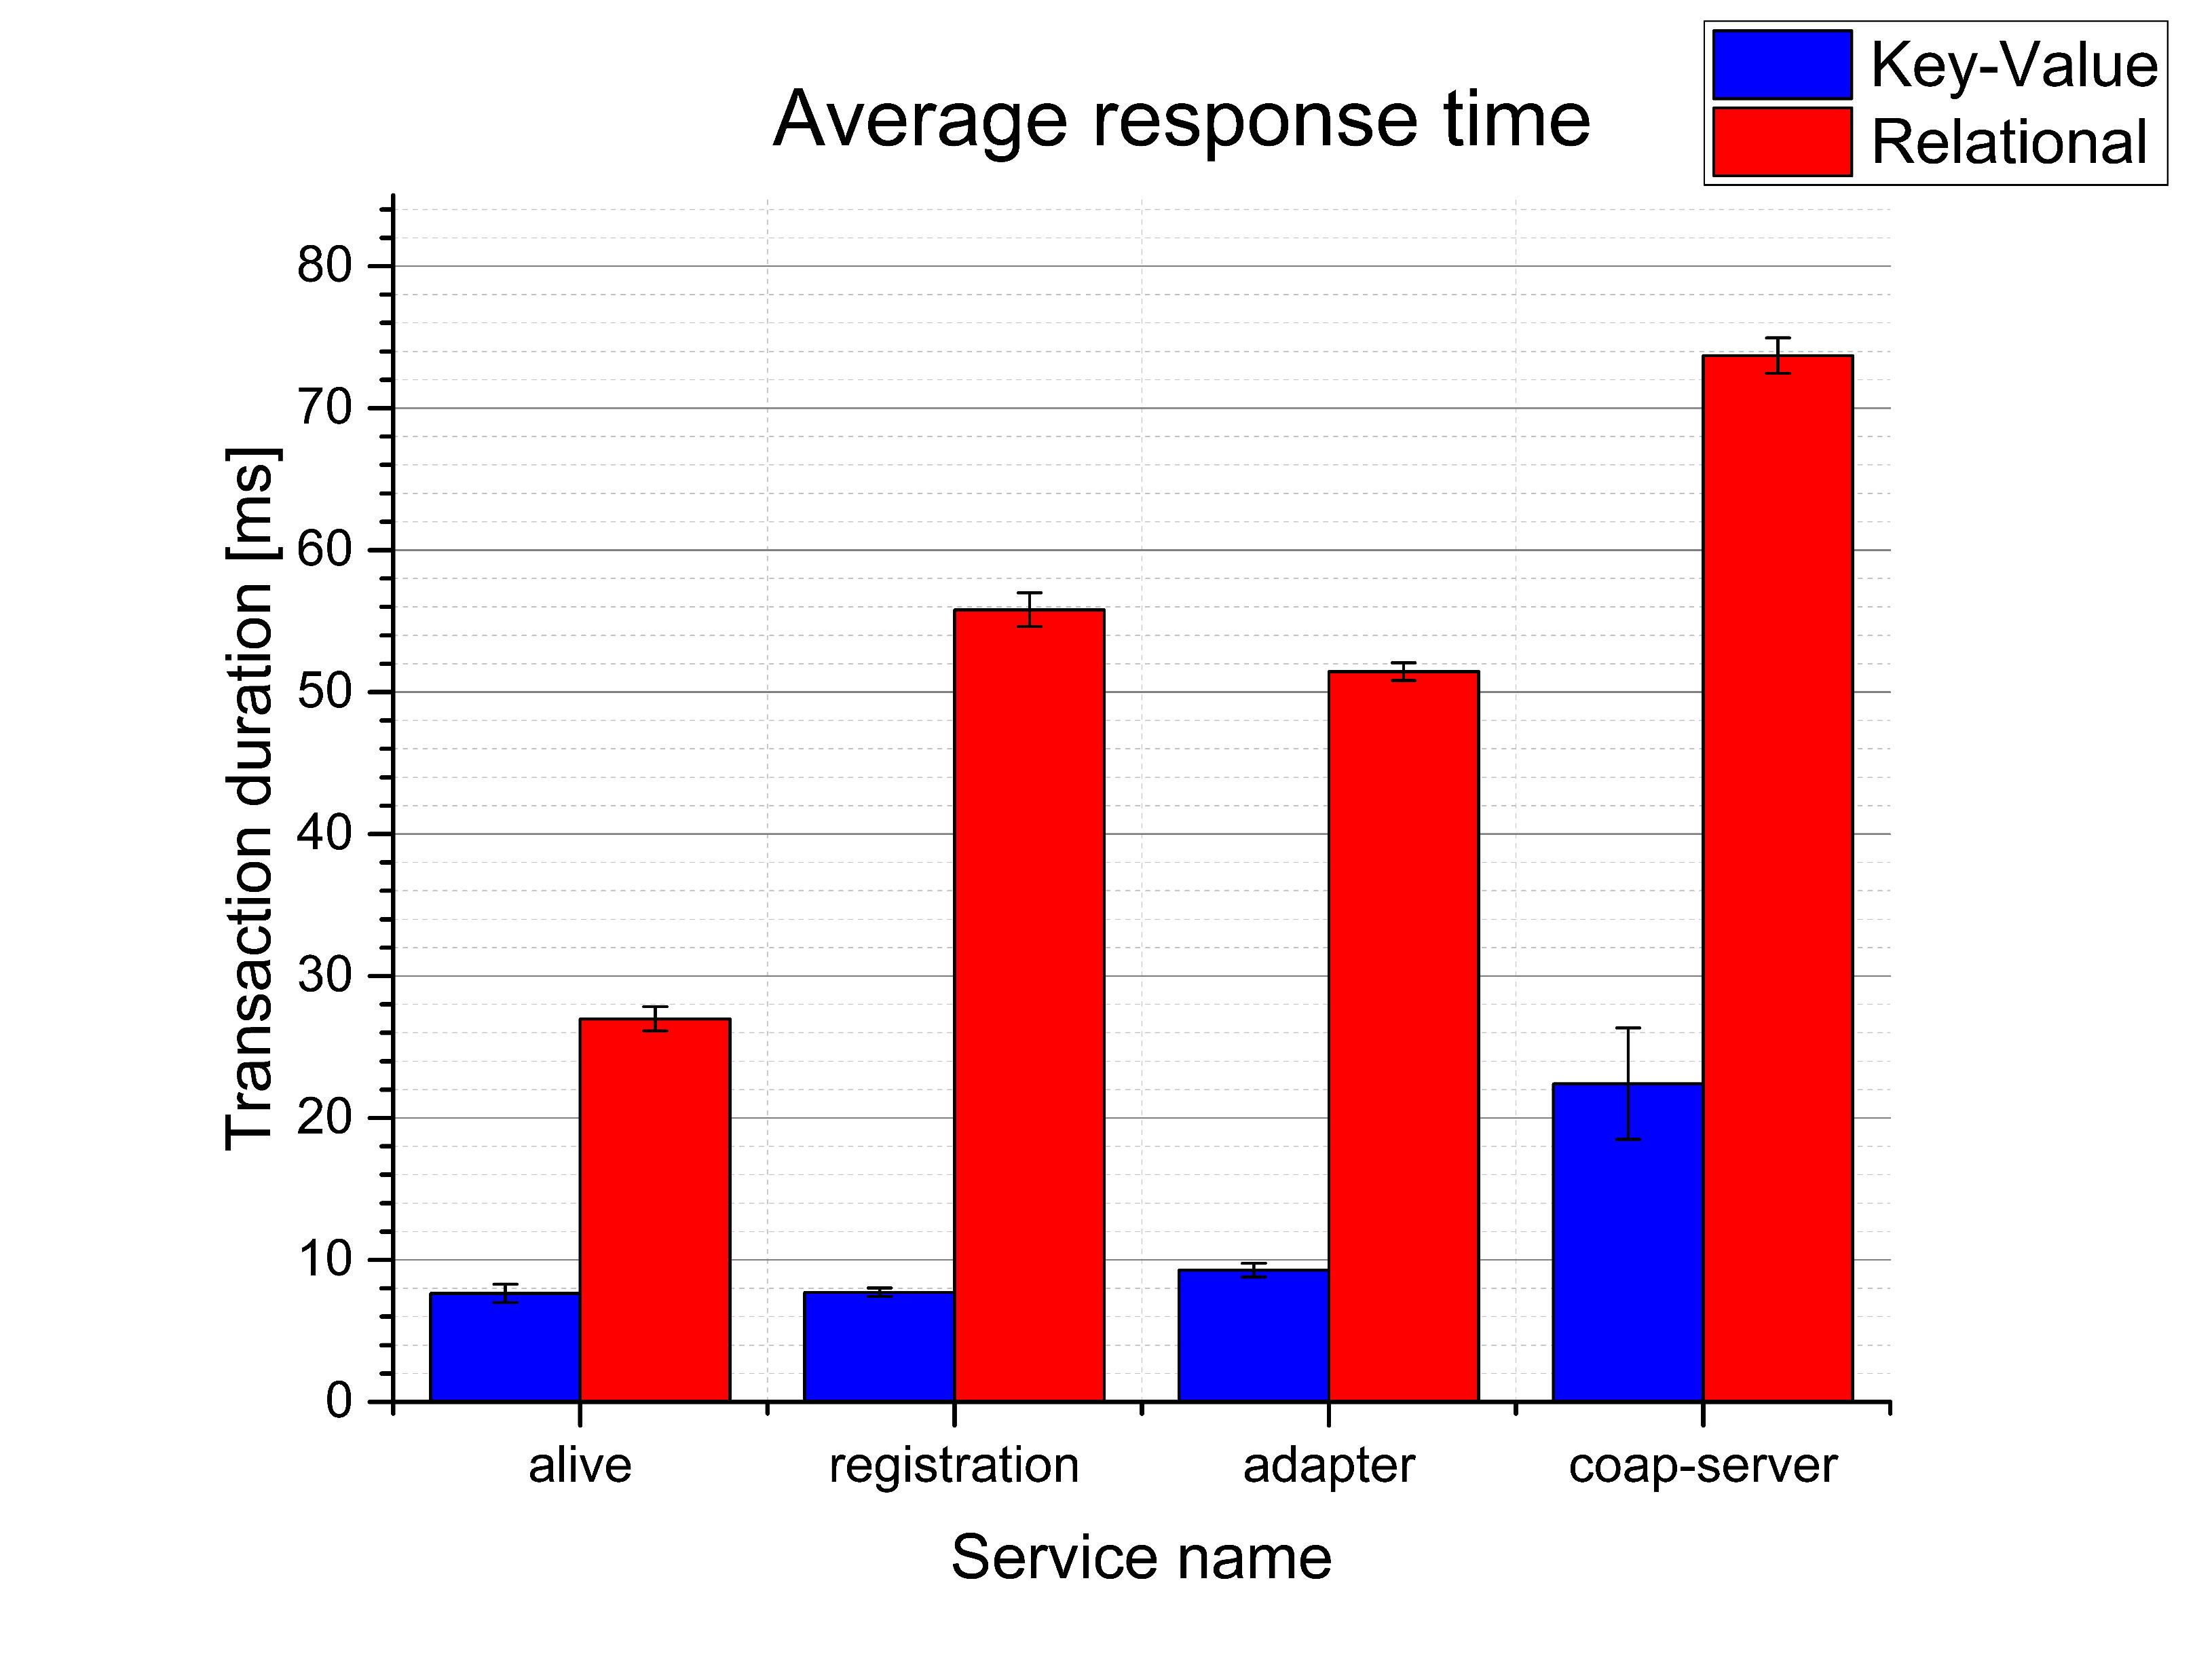 Key-Value
Relational
Average response time
Transaction duration [ms]
80
70
60
50
40
30
20
10
0
alive
registration
adapter
coap-server
Service name